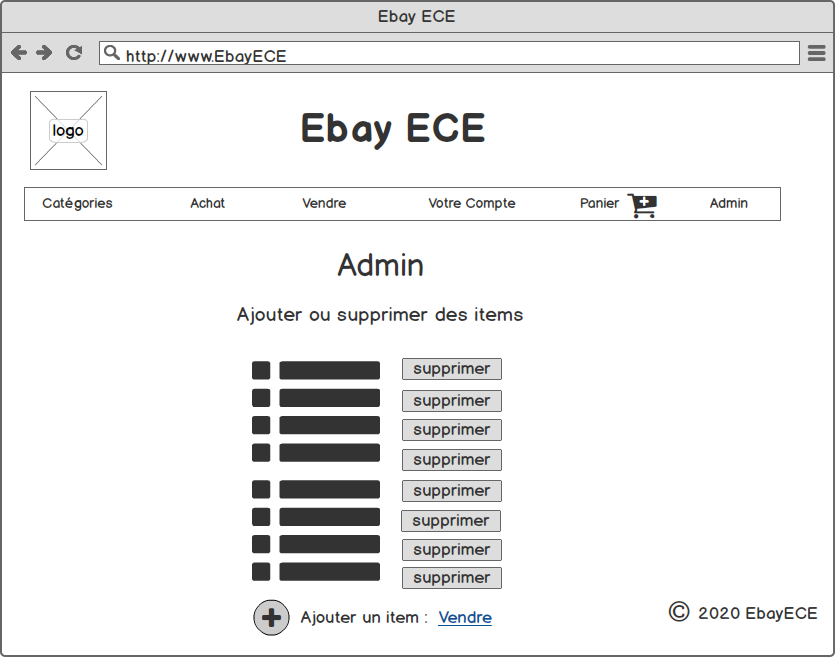 Ebay ECE
http://www.EbayECE
logo
Ebay ECE
Catégories Achat Vendre Votre Compte Panier Admin
Admin
Ajouter ou supprimer des items
supprimer
supprimer
supprimer
supprimer
supprimer
supprimer
supprimer
supprimer
Ajouter un item : Vendre
© 2020 EbayECE